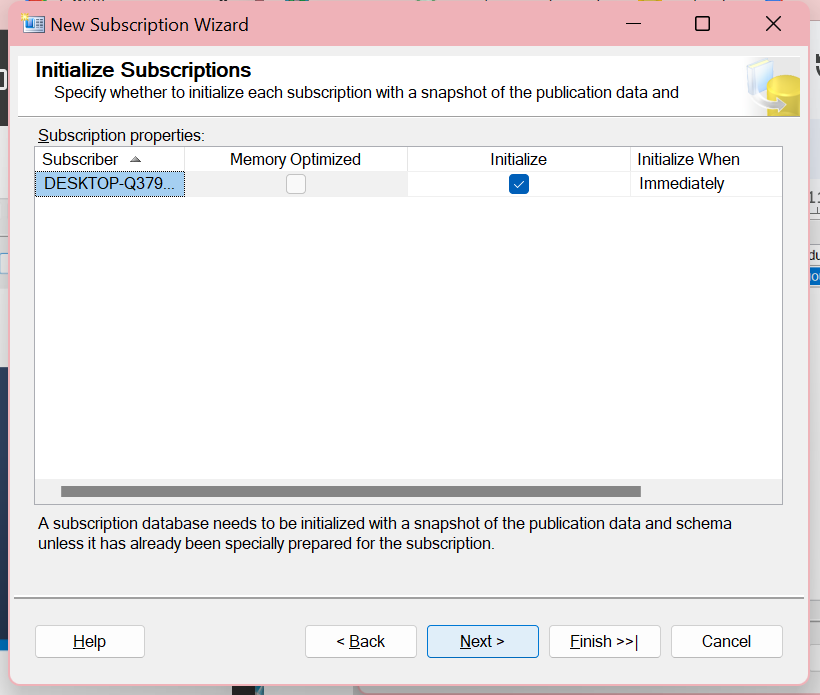 New Subscription Wizard
Initialize Subscriptions
Specify whether to initialize each subscription with a snapshot of the publication data and
Subscription properties:
Subscriber Memory Optimized Initialize Initialize When
DESKTOP-Q379... Immediately
A subscription database needs to be initialized with a snapshot of the publication data and schema
unless it has already been specially prepared for the subscription.
Help < Back Next > Finish >>| Cancel